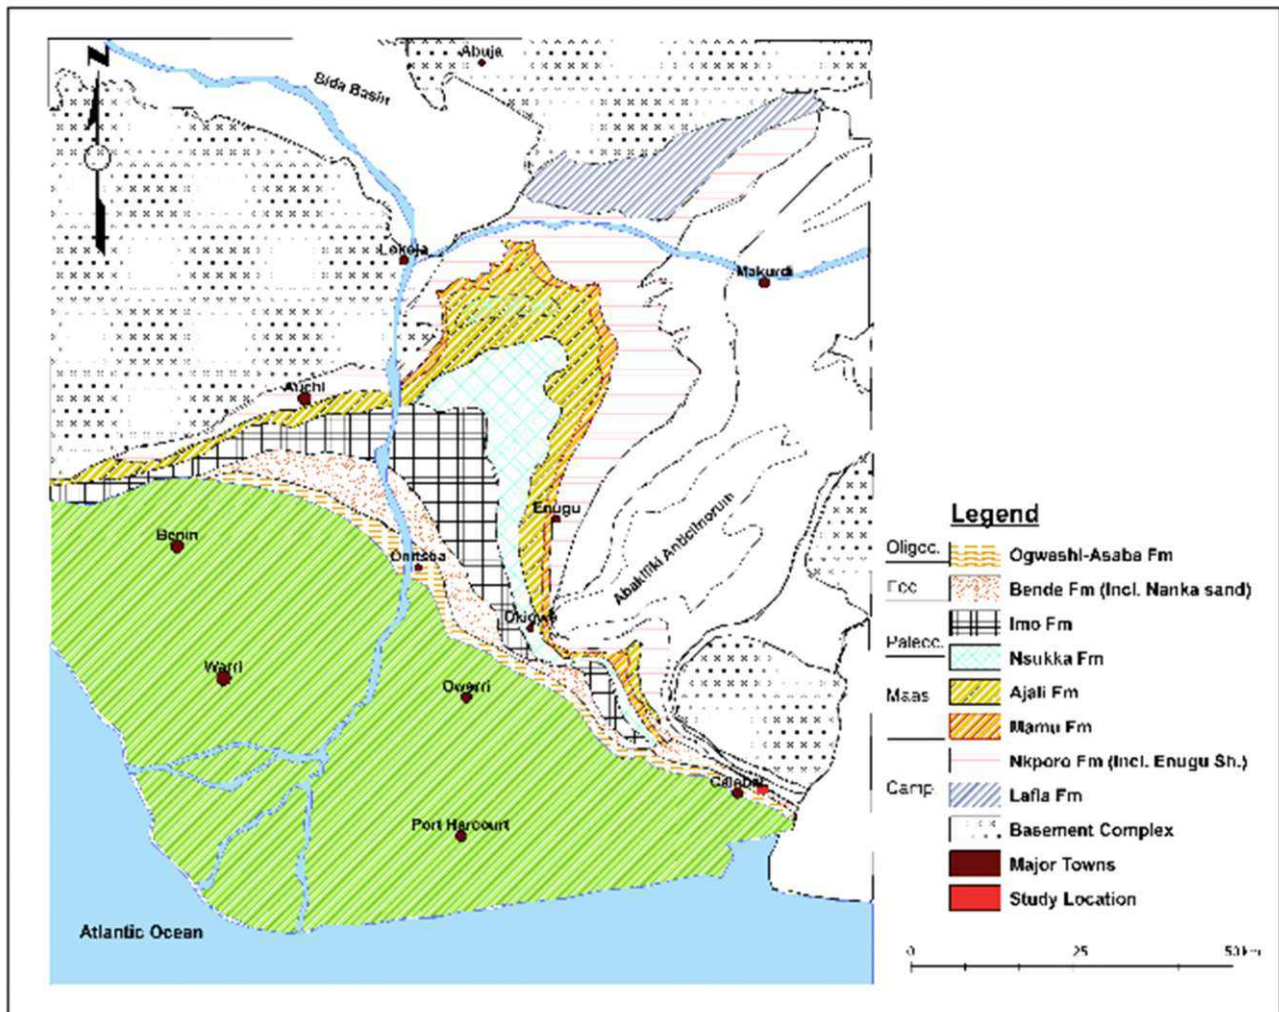 N
Abuja
Bida Basin
Lokoja
Makurdi
Auchi
Enugu
Benin
Onitsha
Abakiliki Anticlinorum
Okigwe
Warri
Owerri
Calabar
Port Harcourt
Atlantic Ocean
Legend
Oligoc.
Ogwashi-Asaba Fm
Eoc
Bende Fm (Incl. Nanka sand)
Imo Fm
Paleoc.
Nsukka Fm
Maas
Ajali Fm
Mamu Fm
Nkporo Fm (Incl. Enugu Sh.)
Camp.
Lafia Fm
Basement Complex
Major Towns
Study Location
0 25 50 km